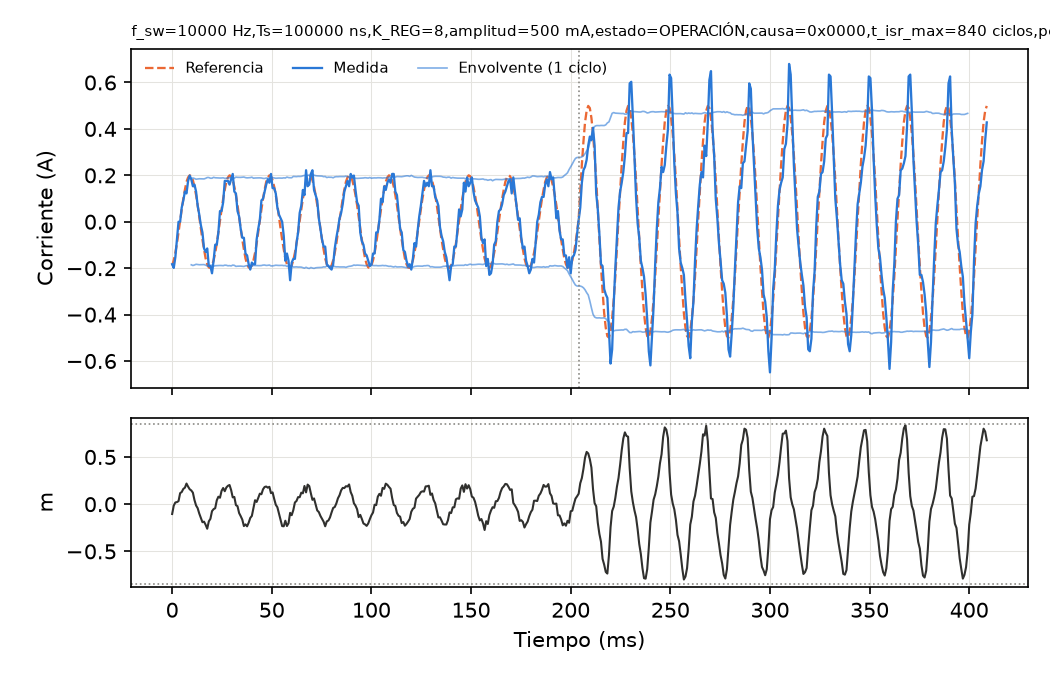 f_sw=10000 Hz,Ts=100000 ns,K_REG=8,amplitud=500 mA,estado=OPERACIÓN,causa=0x0000,t_isr_max=840 ciclos,
Referencia Medida Envolvente (1 ciclo)
Corriente (A)
0.6
0.4
0.2
0.0
−0.2
−0.4
−0.6
m
0.5
0.0
−0.5
0 50 100 150 200 250 300 350 400
Tiempo (ms)